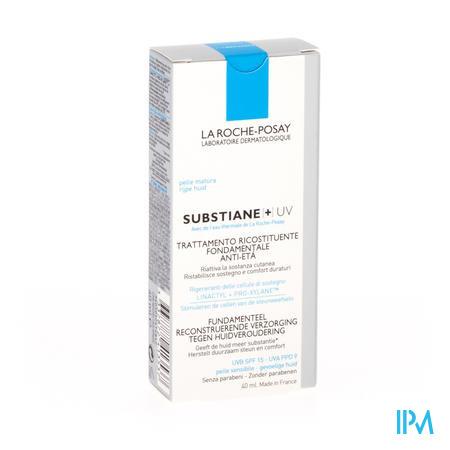 LA ROCHE-POSAY
LABORATOIRE DERMATOLOGIQUE
pelle matura
rijpe huid
SUBSTIANE [+] UV
Avec de l'eau thermale de La Roche-Posay
TRATTAMENTO RICOSTITUENTE
FONDAMENTALE
ANTI-ETÀ
Riattiva la sostanza cutanea
Ristabilisce sostegno e comfort duraturi
Rigeneranti delle cellule di sostegno
LINACTYL + PRO-XYLANE™
Stimuleren de cellen van de steunweefsels
FUNDAMENTEEL
RECONSTRUERENDE VERZORGING
TEGEN HUIDVEROUDERING
Geeft de huid meer substantie*
Herstelt duurzaam steun en comfort
UVB SPF 15 - UVA PPD 9
pelle sensibile - gevoelige huid
Senza parabeni - Zonder parabenen
40 mL Made in France
IPM